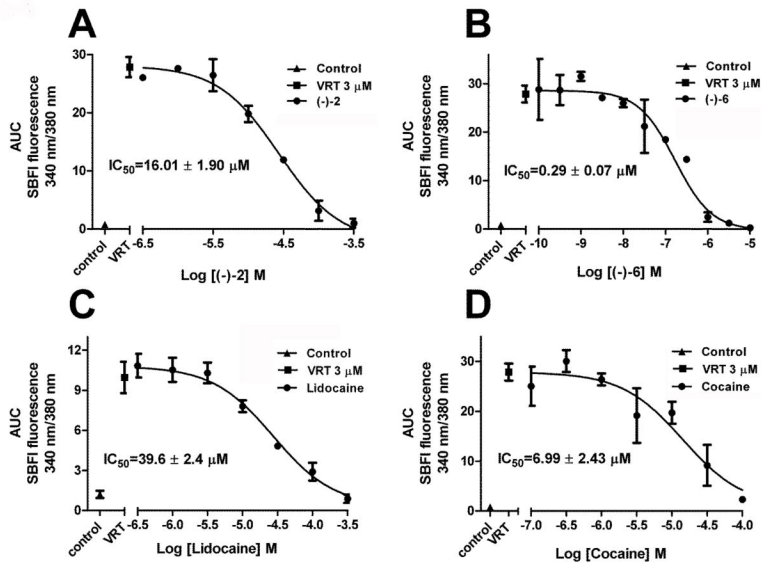 A
AUC
SBFI fluorescence
340 nm/380 nm
30
20
10
0
Control
VRT 3 μM
(-)-2
IC50=16.01 ± 1.90 μM
control
VRT
-6.5
-5.5
-4.5
-3.5
Log [(-)-2] M
B
AUC
SBFI fluorescence
340 nm/380 nm
40
30
20
10
0
Control
VRT 3 μM
(-)-6
IC50=0.29 ± 0.07 μM
control
VRT
-10
-9
-8
-7
-6
-5
Log [(-)-6] M
C
AUC
SBFI fluorescence
340 nm/380 nm
12
9
6
3
0
Control
VRT 3 μM
Lidocaine
IC50=39.6 ± 2.4 μM
control
VRT
-6.5
-6.0
-5.5
-5.0
-4.5
-4.0
-3.5
Log [Lidocaine] M
D
AUC
SBFI fluorescence
340 nm/380 nm
30
20
10
0
Control
VRT 3 μM
Cocaine
IC50=6.99 ± 2.43 μM
control
VRT
-7.0
-6.5
-6.0
-5.5
-5.0
-4.5
-4.0
Log [Cocaine] M